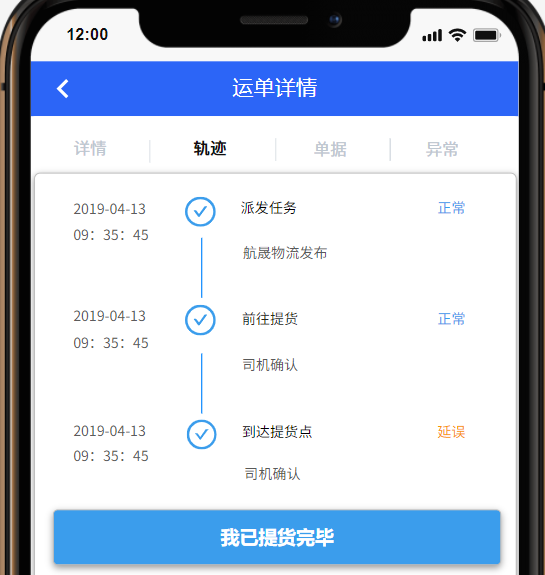 12:00
运单详情
详情 轨迹 单据 异常
2019-04-13 派发任务 正常
09：35：45
航晟物流发布
2019-04-13 前往提货 正常
09：35：45
司机确认
2019-04-13 到达提货点 延误
09：35：45
司机确认
我已提货完毕